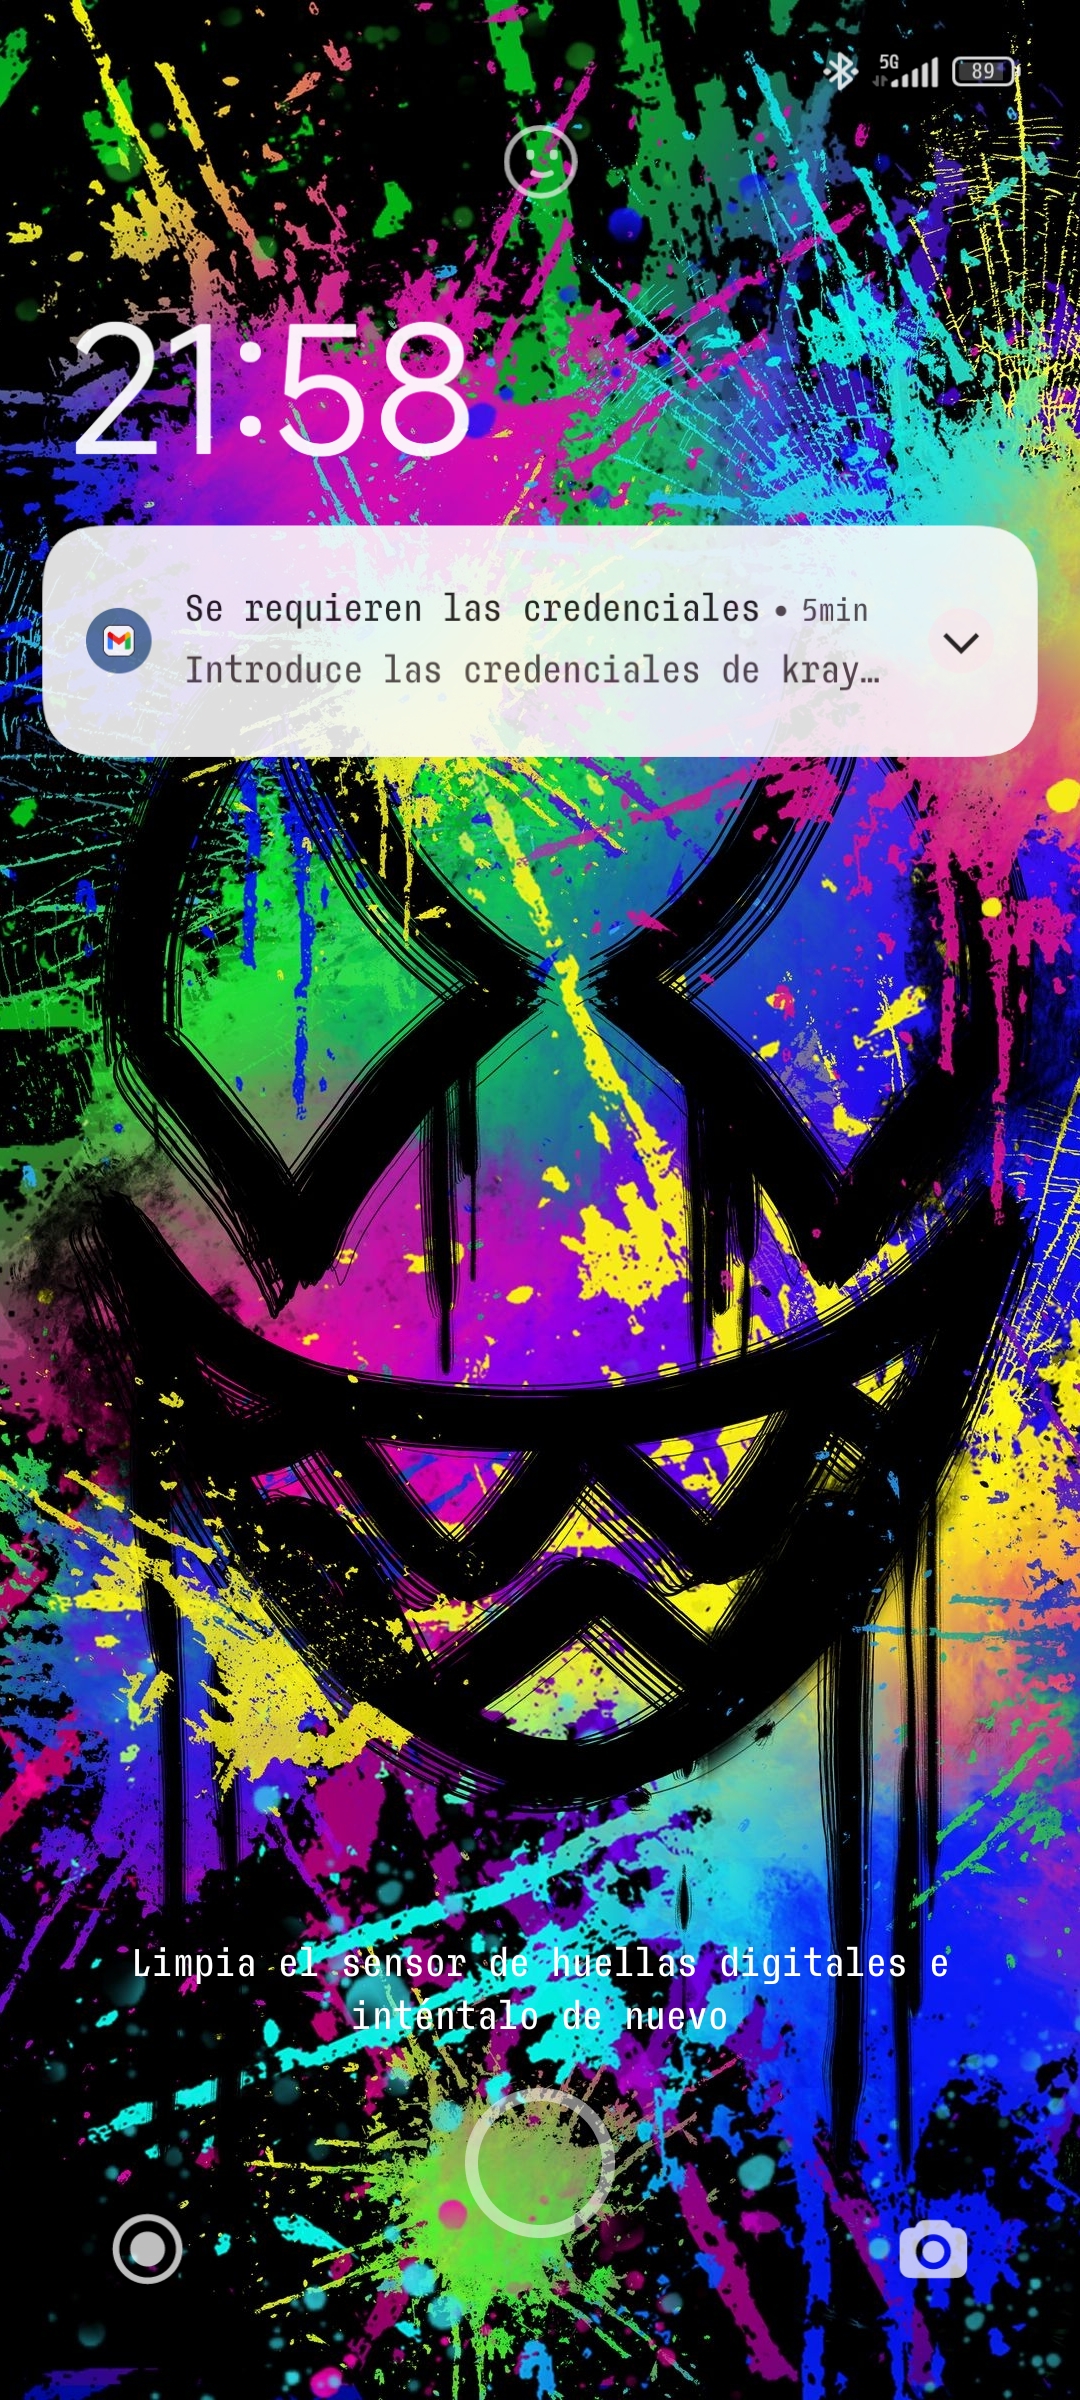 5G 89
21:58
Se requieren las credenciales • 5min
Introduce las credenciales de kray…
Limpia el sensor de huellas digitales e
inténtalo de nuevo